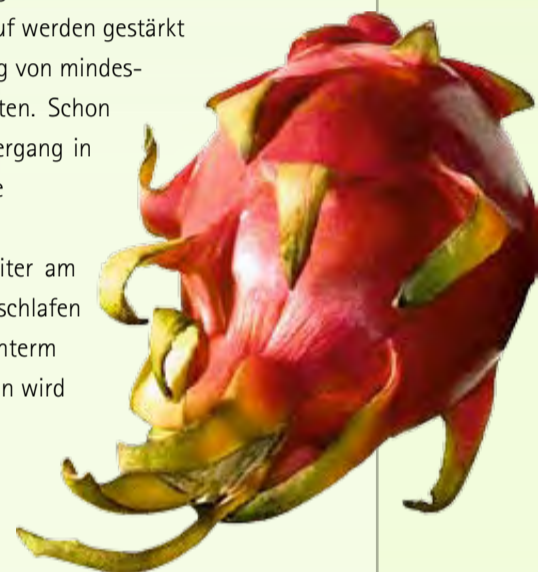 uf werden gestärkt
g von mindes-
ten. Schon
ergang in
e
iter am
schlafen
nterm
n wird